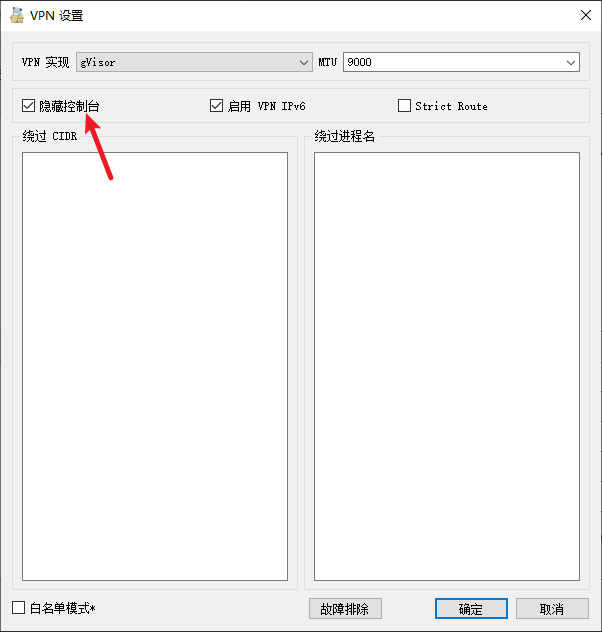 VPN 设置
VPN 实现 gVisor MTU 9000
隐藏控制台 启用 VPN IPv6 Strict Route
绕过 CIDR 绕过进程名
白名单模式* 故障排除 确定 取消